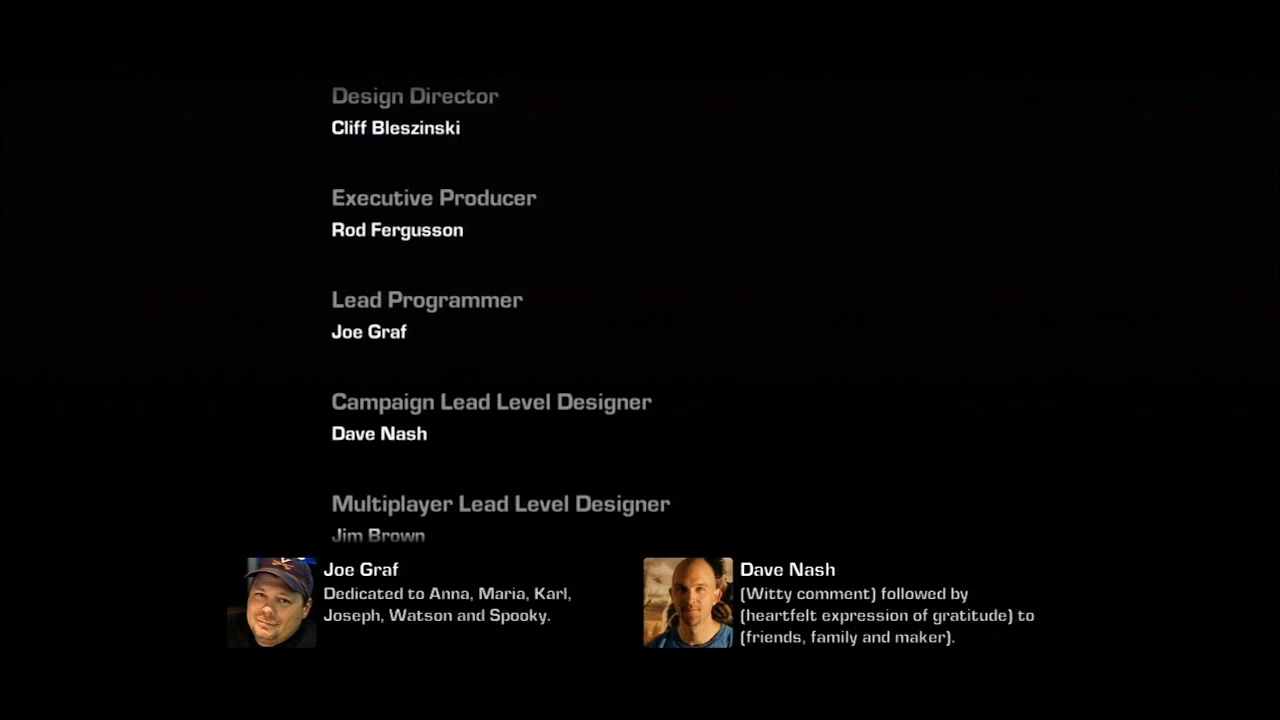 Design Director
Cliff Bleszinski
Executive Producer
Rod Fergusson
Lead Programmer
Joe Graf
Campaign Lead Level Designer
Dave Nash
Multiplayer Lead Level Designer
Jim Brown
Joe Graf
Dedicated to Anna, Maria, Karl,
Joseph, Watson and Spooky.
Dave Nash
(Witty comment) followed by
(heartfelt expression of gratitude) to
(friends, family and maker).